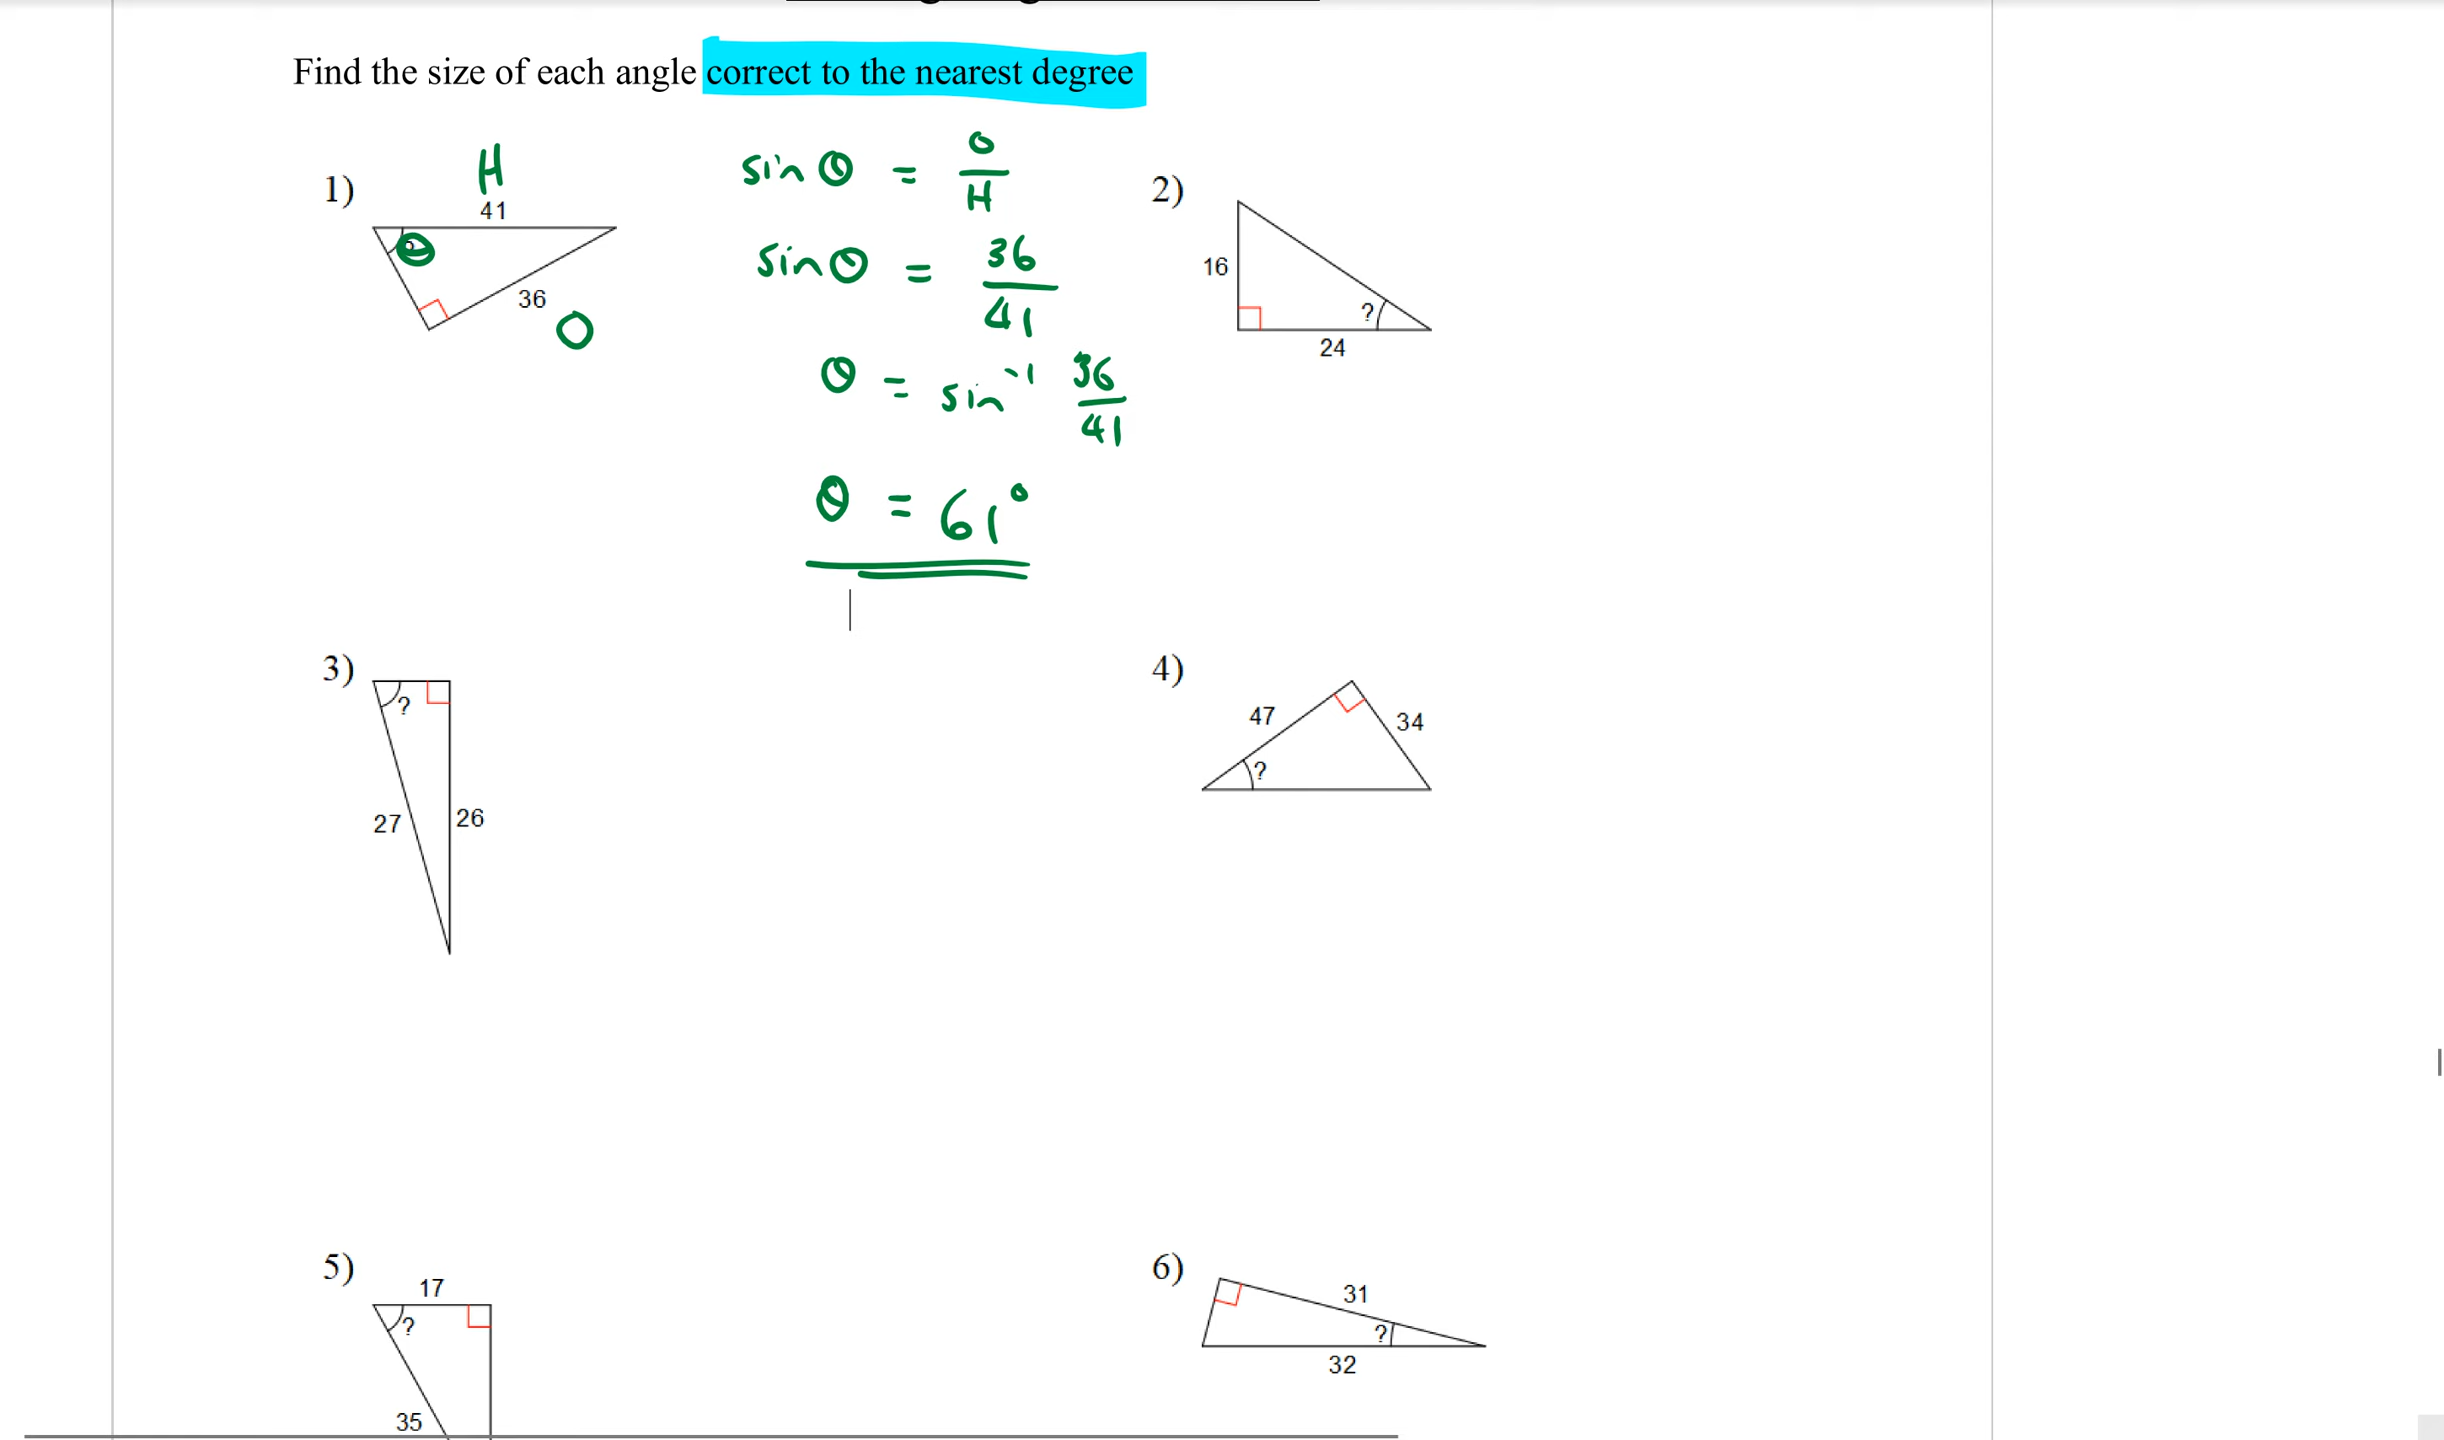 Find the size of each angle correct to the nearest degree
1)
H
41
θ
36
O
sin θ = O/H
sin θ = 36/41
θ = sin⁻¹ 36/41
θ = 61°
2)
16
?
24
3)
?
27
26
4)
47
34
?
5)
17
?
35
6)
31
?
32